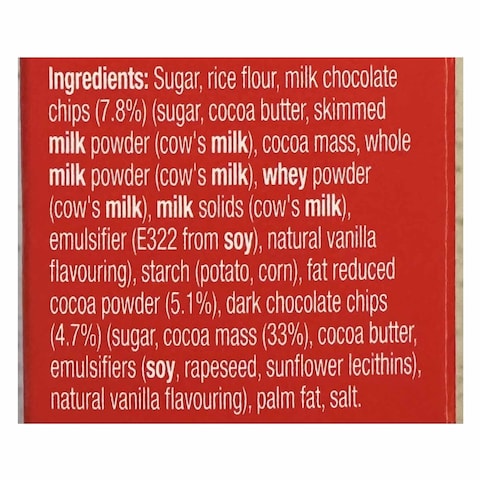 Ingredients: Sugar, rice flour, milk chocolate
chips (7.8%) (sugar, cocoa butter, skimmed
milk powder (cow's milk), cocoa mass, whole
milk powder (cow's milk), whey powder
(cow's milk), milk solids (cow's milk),
emulsifier (E322 from soy), natural vanilla
flavouring), starch (potato, corn), fat reduced
cocoa powder (5.1%), dark chocolate chips
(4.7%) (sugar, cocoa mass (33%), cocoa butter,
emulsifiers (soy, rapeseed, sunflower lecithins),
natural vanilla flavouring), palm fat, salt.